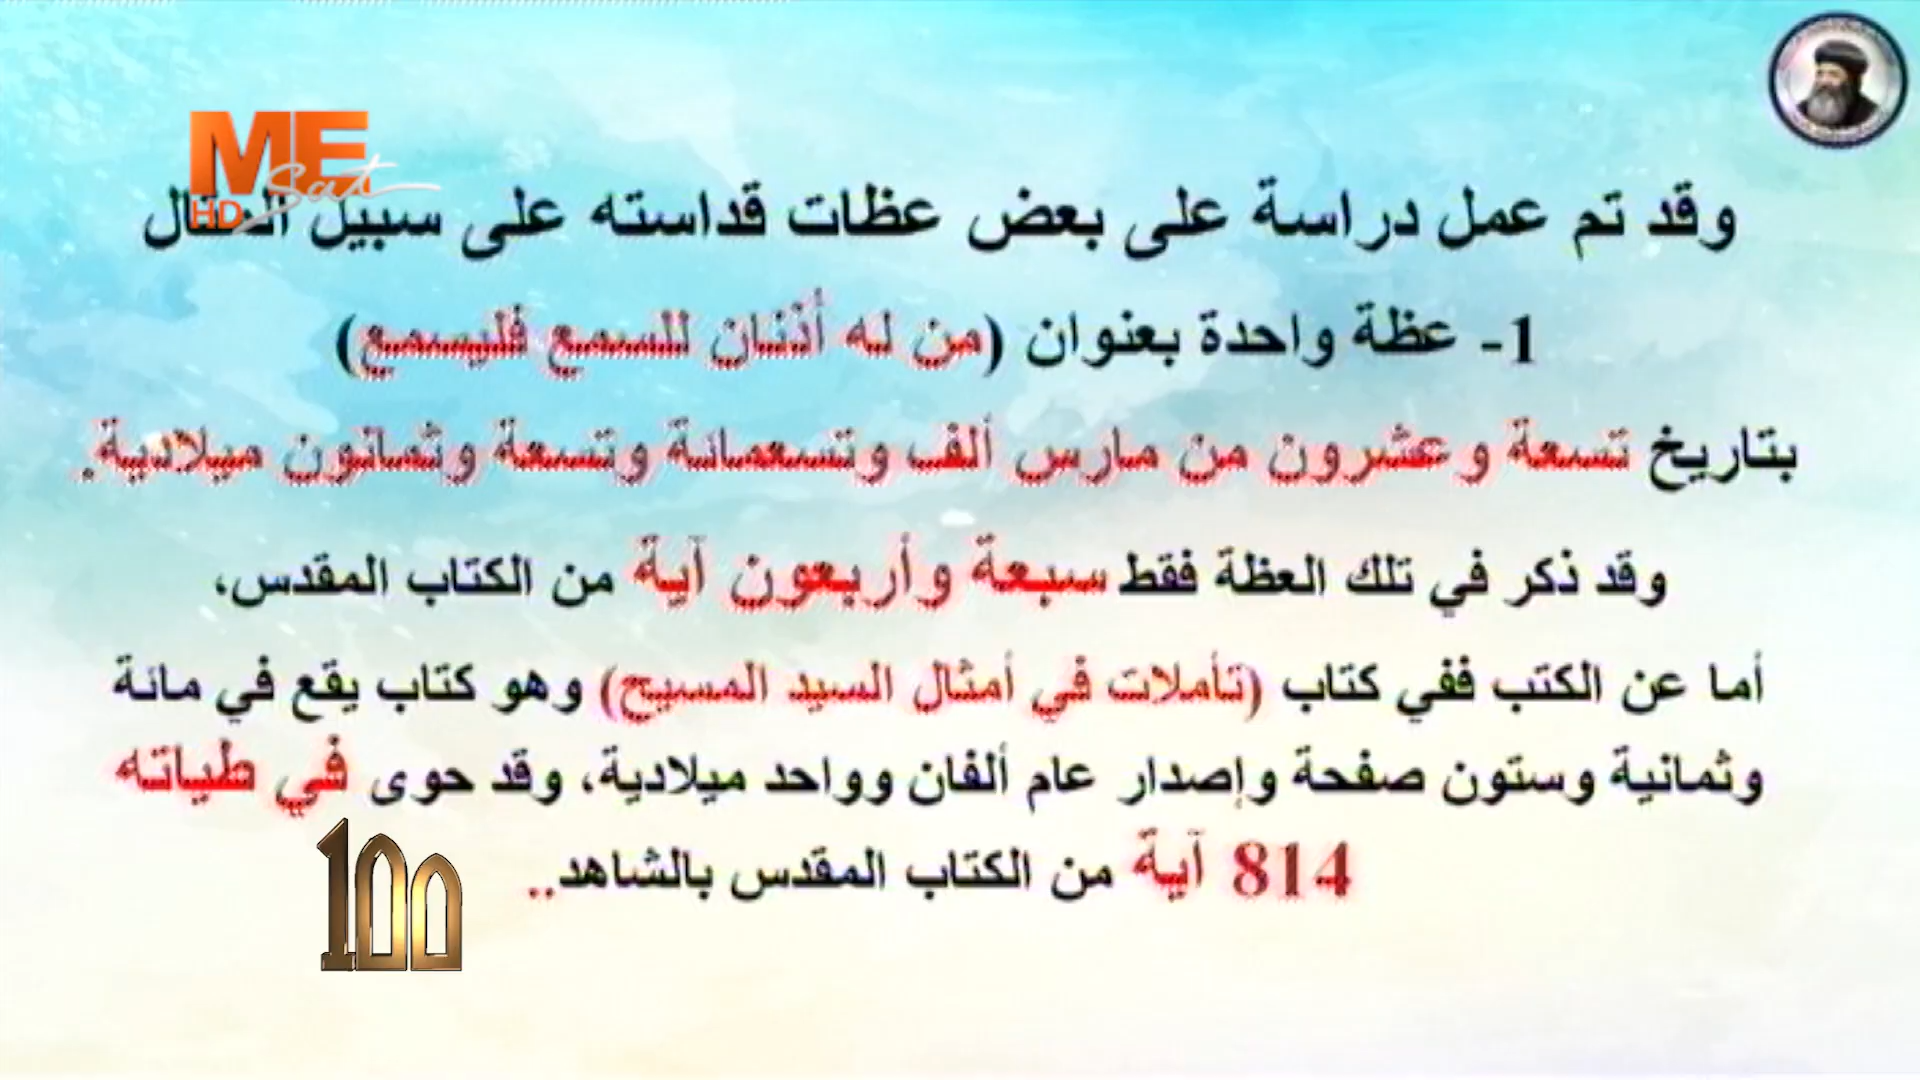 ME
Sat
HD
وقد تم عمل دراسة على بعض عظات قداسته على سبيل المثال
1- عظة واحدة بعنوان (من له أذنان للسمع فليسمع)
بتاريخ تسعة وعشرون من مارس ألف وتسعمائة وتسعة وثمانون ميلادية.
وقد ذكر في تلك العظة فقط سبعة وأربعون آية من الكتاب المقدس،
أما عن الكتب ففي كتاب (تأملات في أمثال السيد المسيح) وهو كتاب يقع في مائة
وثمانية وستون صفحة وإصدار عام ألفان وواحد ميلادية، وقد حوى في طياته
814 آية من الكتاب المقدس بالشاهد..
100